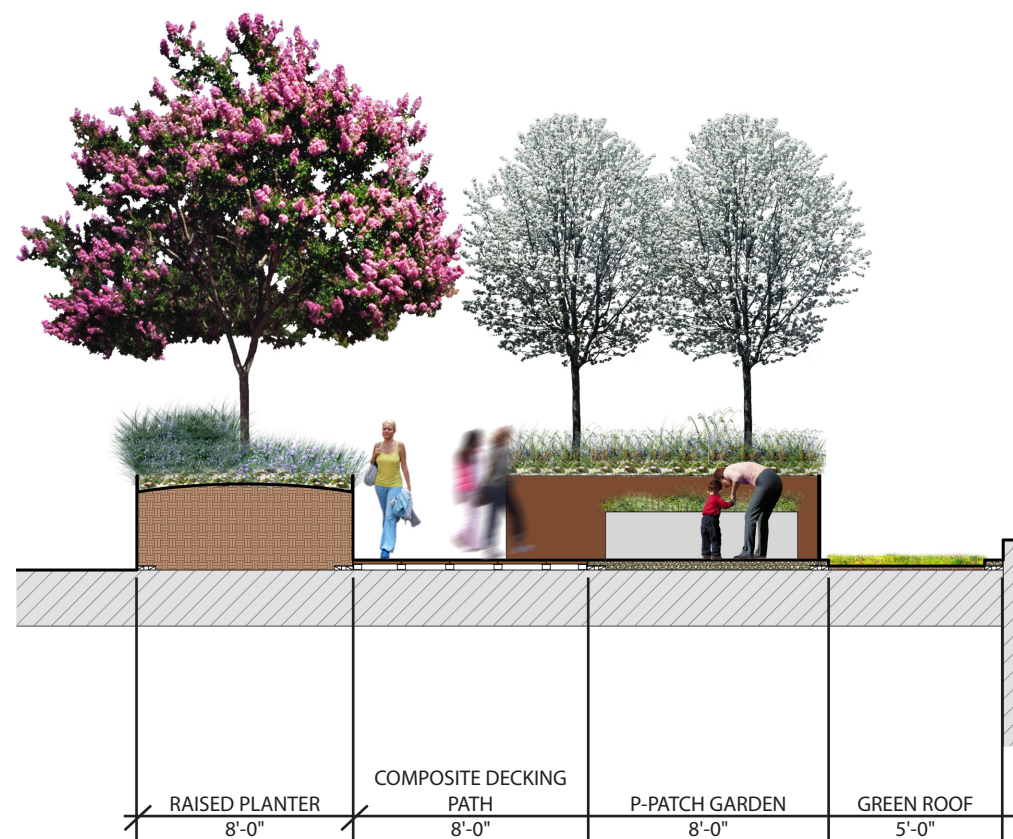 RAISED PLANTER
8'-0"
COMPOSITE DECKING
PATH
8'-0"
P-PATCH GARDEN
8'-0"
GREEN ROOF
5'-0"